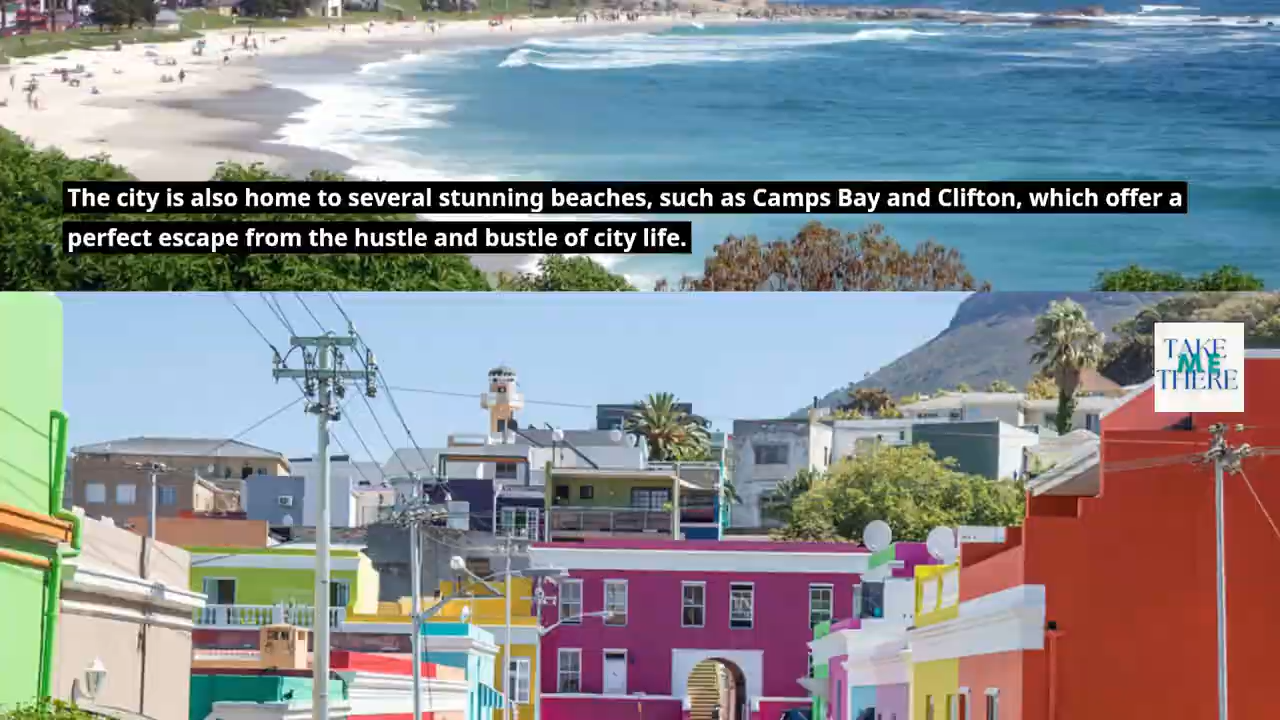 The city is also home to several stunning beaches, such as Camps Bay and Clifton, which offer a
perfect escape from the hustle and bustle of city life.
TAKE
ME
THERE